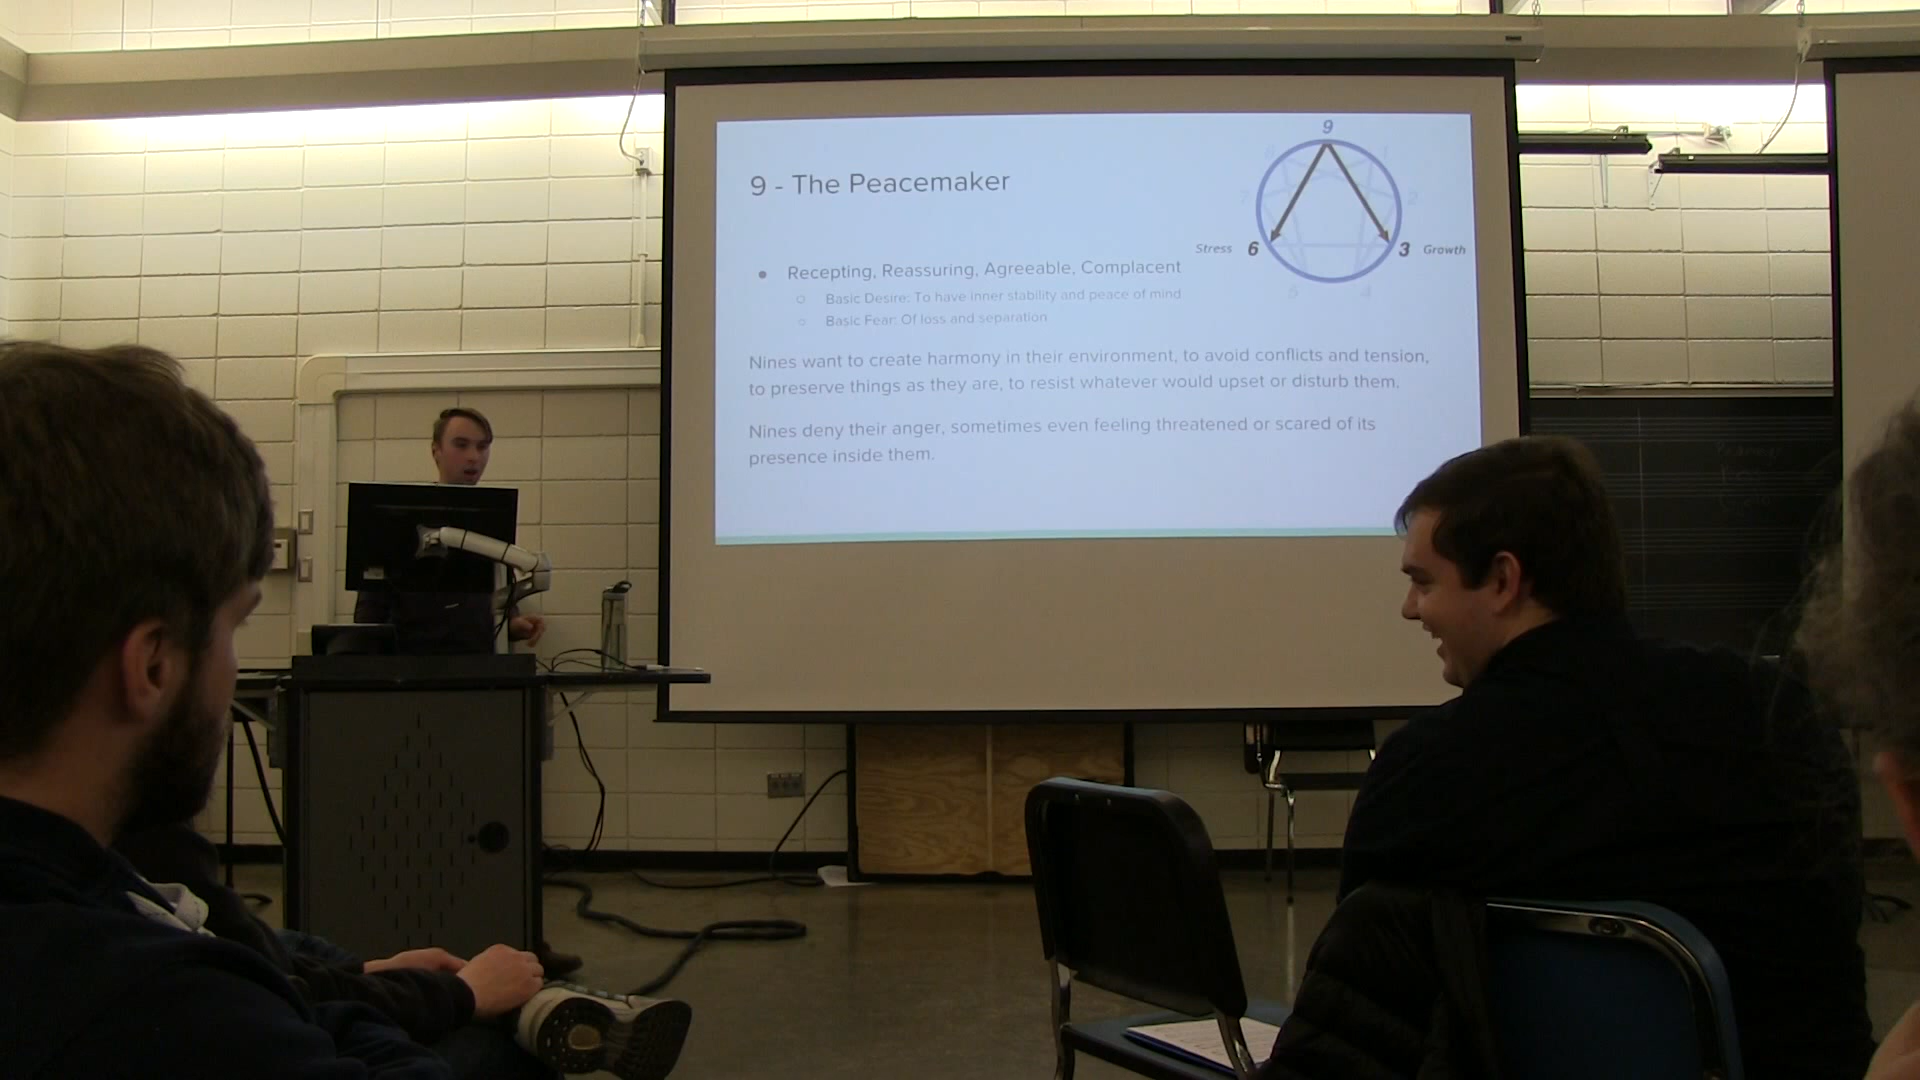 9
9 - The Peacemaker
2
Stress 6 3 Growth
Recepting, Reassuring, Agreeable, Complacent
Basic Desire: To have inner stability and peace of mind
5 4
Basic Fear: Of loss and separation
Nines want to create harmony in their environment, to avoid conflicts and tension,
to preserve things as they are, to resist whatever would upset or disturb them.
Nines deny their anger, sometimes even feeling threatened or scared of its
presence inside them.